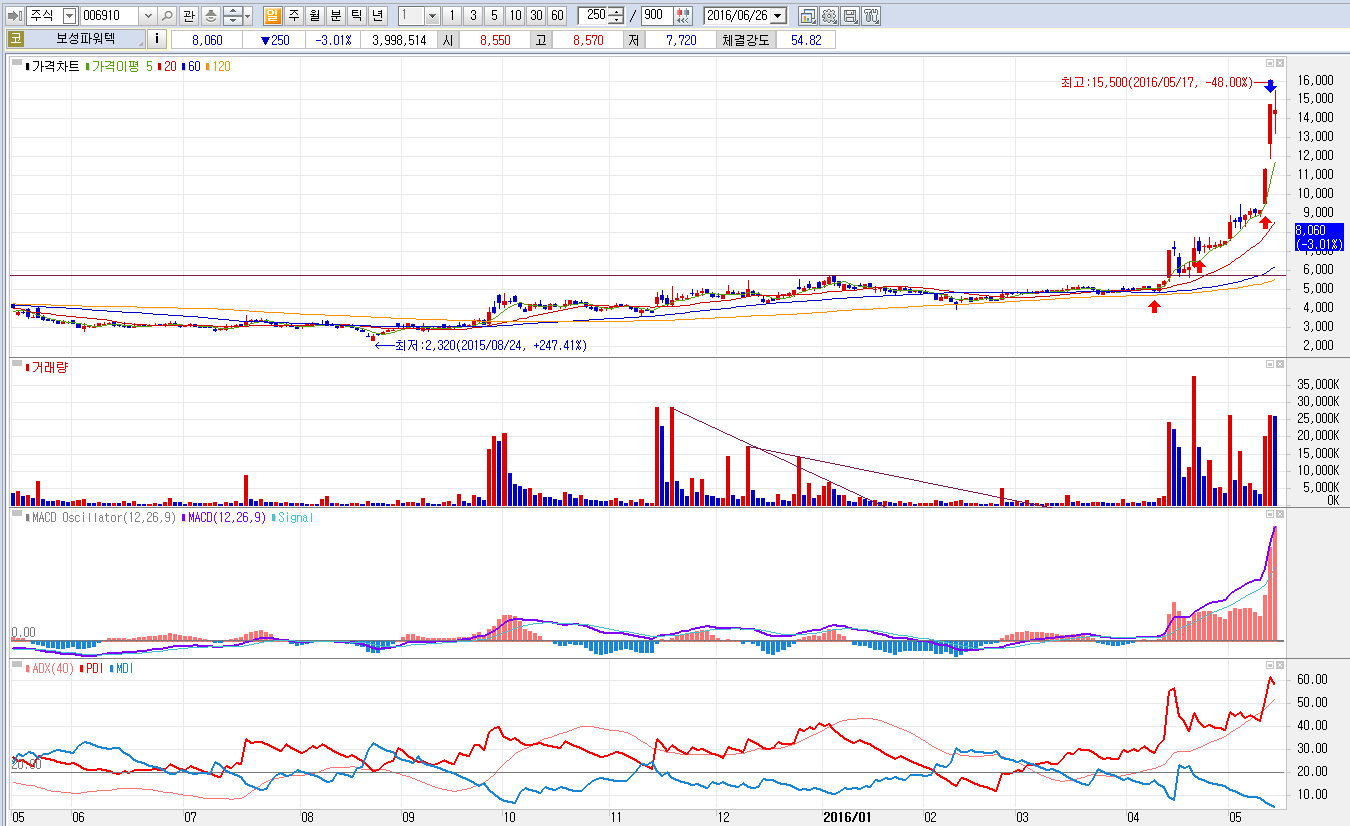 주식 006910 관 일 주 월 분 틱 년 1 1 3 5 10 30 60 250 / 900 2016/06/26
코 보성파워텍 i 8,060 ▼250 -3.01% 3,998,514 시 8,550 고 8,570 저 7,720 체결강도 54.82
가격차트 가격이평 5 20 60 120
최고:15,500(2016/05/17, -48.00%)
16,000
15,000
14,000
13,000
12,000
11,000
10,000
9,000
8,060
(-3.01%)
7,000
6,000
5,000
4,000
3,000
2,000
←최저:2,320(2015/08/24, +247.41%)
거래량
35,000K
30,000K
25,000K
20,000K
15,000K
10,000K
5,000K
0K
MACD Oscillator(12,26,9) MACD(12,26,9) Signal
0.00
ADX(40) PDI MDI
60.00
50.00
40.00
30.00
20.00 20.00
10.00
05 06 07 08 09 10 11 12 2016/01 02 03 04 05